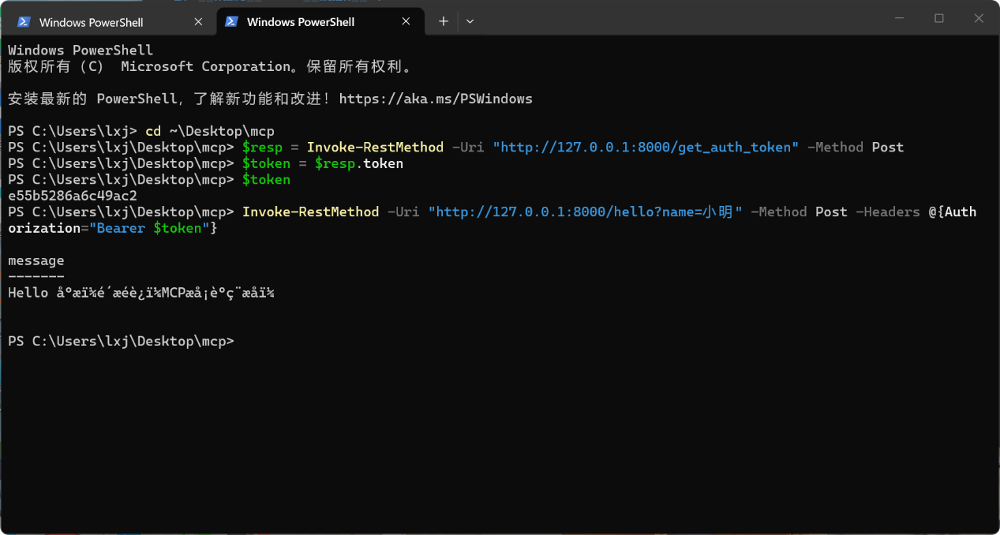 Windows PowerShell
Windows PowerShell
Windows PowerShell
版权所有 (C) Microsoft Corporation。保留所有权利。
安装最新的 PowerShell，了解新功能和改进！https://aka.ms/PSWindows
PS C:\Users\lxj> cd ~\Desktop\mcp
PS C:\Users\lxj\Desktop\mcp> $resp = Invoke-RestMethod -Uri "http://127.0.0.1:8000/get_auth_token" -Method Post
PS C:\Users\lxj\Desktop\mcp> $token = $resp.token
PS C:\Users\lxj\Desktop\mcp> $token
e55b5286a6c49ac2
PS C:\Users\lxj\Desktop\mcp> Invoke-RestMethod -Uri "http://127.0.0.1:8000/hello?name=小明" -Method Post -Headers @{Auth
orization="Bearer $token"}
message
-------
Hello å°æï¼é´æéè¿ï¼MCPæå¡èºç¨æåï¼
PS C:\Users\lxj\Desktop\mcp>